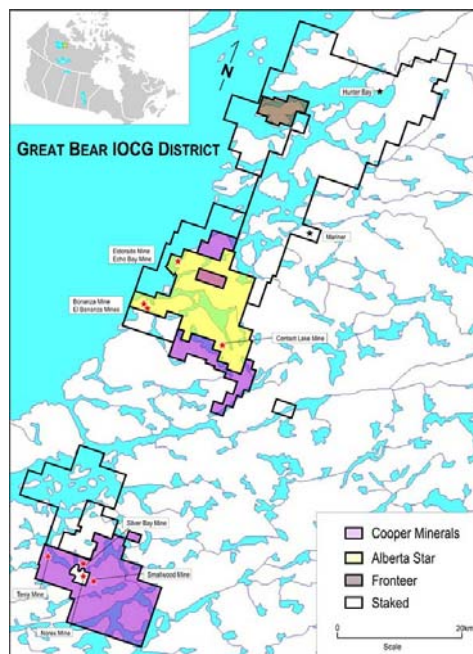 N
Hunter Bay
GREAT BEAR IOCG DISTRICT
Mariner
Eldorado Mine
Echo Bay Mine
Bonanza Mine
El Bonanza Mines
Contact Lake Mine
Silver Bay Mine
Smallwood Mine
Terra Mine
Norex Mine
Cooper Minerals
Alberta Star
Fronteer
Staked
0
20km
Scale